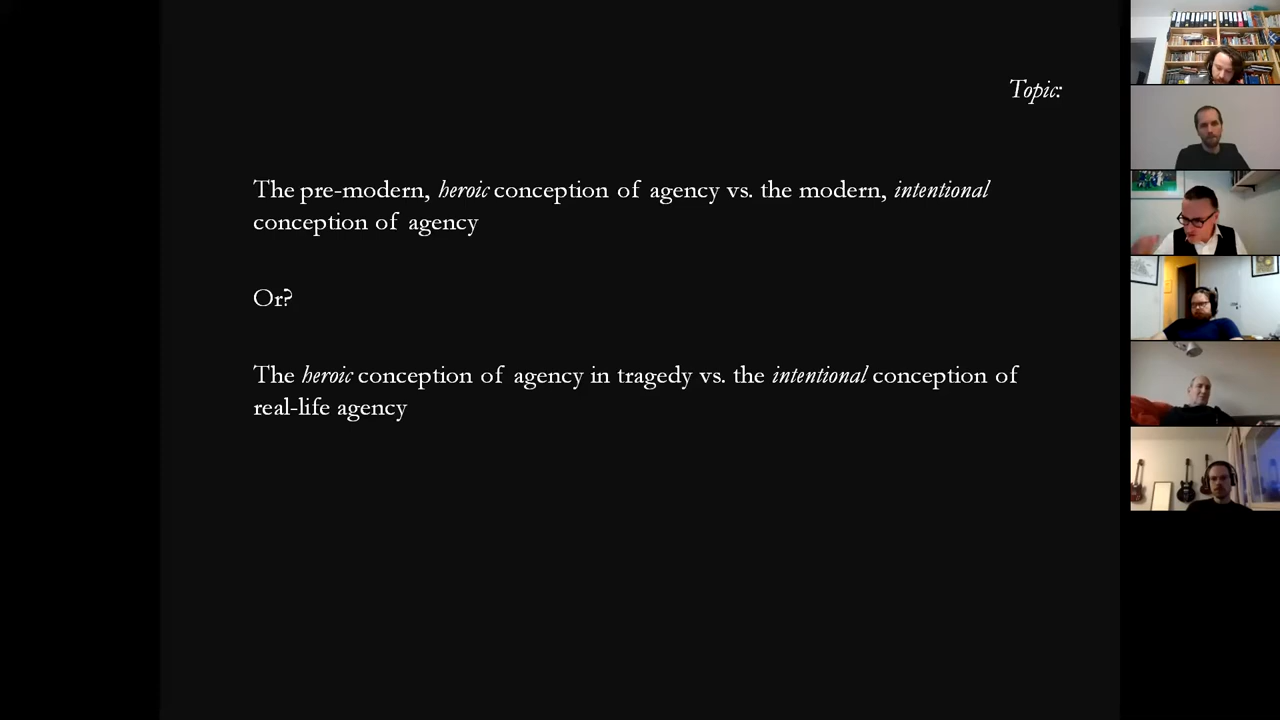 Topic:
The pre-modern, heroic conception of agency vs. the modern, intentional
conception of agency
Or?
The heroic conception of agency in tragedy vs. the intentional conception of
real-life agency